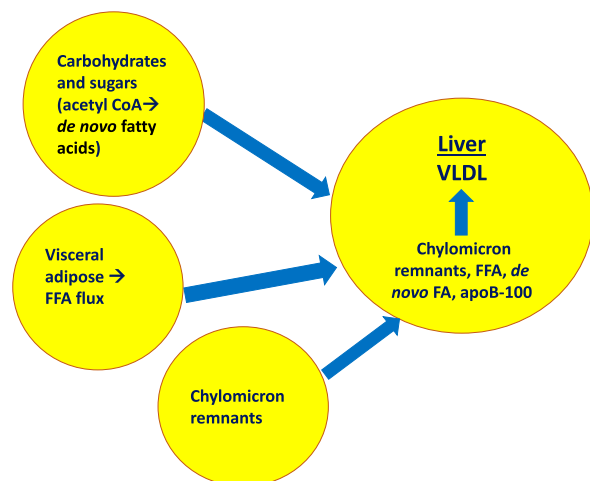 Carbohydrates
and sugars
(acetyl CoA→
de novo fatty
acids)
Liver
VLDL
Chylomicron
remnants, FFA, de
novo FA, apoB-100
Visceral
adipose →
FFA flux
Chylomicron
remnants